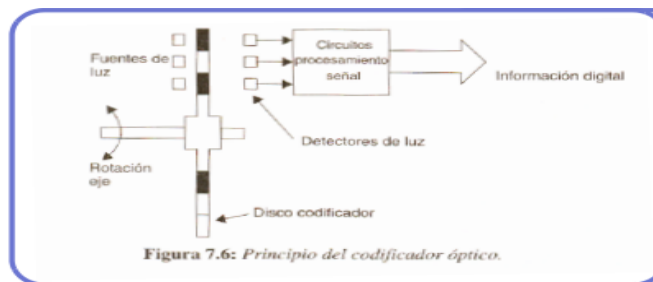 Fuentes de
luz
Circuitos
procesamiento
señal
Información digital
Detectores de luz
Rotación
eje
Disco codificador
Figura 7.6: Principio del codificador óptico.